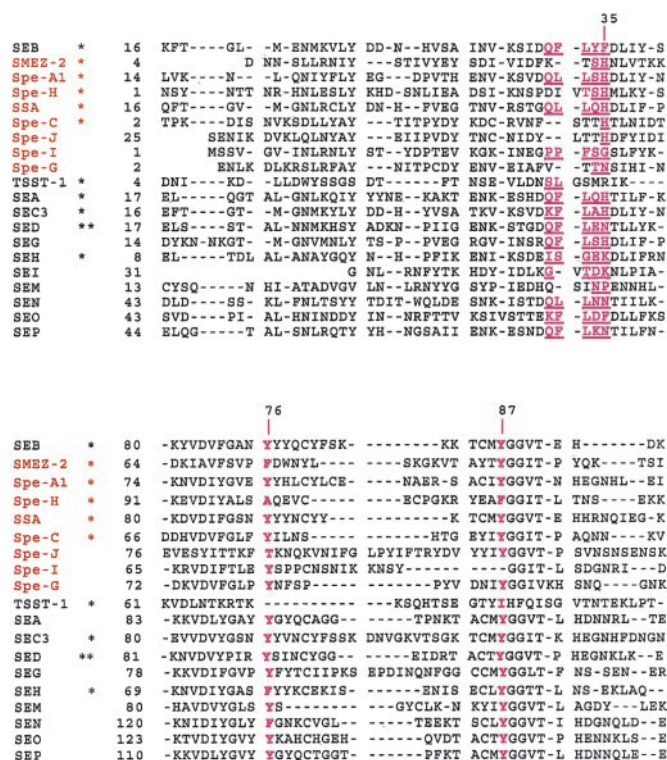 35
SEB * 16 KFT----GL--M-ENMKVLY DD-N--HVSA INV-KSIDQF LYFDLIY-S
SMEZ-2 * 4 D NN-SLLRNIY STIVYEY SDI-VIDFK-TSHNLVTKK
Spe-A1 * 14 LVK---N--L-QNIYFLYEG--DPVTH ENV-KSVDQL LSHDLIY-N
Spe-H * 1 NSY---NTT NR-HNLESLY KHD-SNLIEA DSI-KNSPDI VTSHMLKY-S
SSA * 16 QFT---GV--M-GNLRCLY DN-H--FVEG TNV-RSTGQL LQHDLIF-P
Spe-C * 2 TPK---DIS NVKSDLLYAY---TITPYDY KDC-RVNF--STTHTLNIDT
Spe-J 25 SENIK DVKLQLNYAY---EIIPVDY TNC-NIDY--LTTHDFYIDI
Spe-I 1 MSSV-GV-INLRNLY ST--YDPTEV KGK-INEGPP FSGSLFYK-
Spe-G 2 ENLK DLKRSLRFAY---NITPCDY ENV-EIAFV--TTNSIHI-N
TSST-1 * 4 DNI---KD--LLDWYSSGS DT------FT NSE-VLDNSL GSMRIK----
SEA * 17 EL---QGT AL-GNLKQIY YYNE--KAKT ENK-ESHDQF LQHTILF-K
SEC3 * 16 EFT---GT-M-GNMKYLY DD-H--YVSA TKV-KSVDKF LAHDLIY-N
SED ** 17 ELS---STAL-NNMKHSY ADKN--PIIG ENK-STGDQF LENTLLYK-
SEG 14 DYKN-NKGT-M-GNVMNLY TS-P--PVEG RGV-INSRQF LSHDLIF-P
SEH * 8 EL---TDL AL-ANAYGQY N--H--PFIK ENI-KSDEIS GEKDLIFRN
SEI 31 G NL--RNFYTK HDY-IDLKG-VTDKNLPIA-
SEM 13 CYSQ----N HI-ATADVGV LN--LRNYYG SYP-IEDHQ-SINPENNHL-
SEN 43 DLD---SS-KL-FNLTSYY TDIT-WQLDE SNK-ISTDQL LNNTIILK-
SEO 43 SVD---PI-AL-HNINDDY IN--NRFTTV KSIVSTTEKF LDFDLLFKS
SEP 44 ELQG----T AL-SNLRQTY YH--NGSAII ENK-ESNDQF LKNTILFN-
76 87
SEB * 80 -KYVDVFGAN YYYQCYFSK----------KK TCMYGGVT-E H------DK
SMEZ-2 * 64 DKIAVFSVP FDWNYL------SKGKVT AYTYGGIT-P YQK---TSI
Spe-A1 * 74 KNVDIYGVE YYHLCYLCE-----NAER-S ACIYGGVT-NHEGNHL--EI
Spe-H * 91 KEVDIYALS AQEVC-------CPGKR YEAFGGIT-L TNS---EKK
SSA * 80 -KDVDIFGSN YYYNCYY----------K TCMYGGVT-E HHRNQIEG-K
Spe-C * 66 DDHVDVFGLF Y-ILNS------HTG EYIYGGIT-P AQNN---KV
Spe-J 76 EVESYITTKF TKNQKVNIFG LPYIFTRYDV YYIYGGVT-P SVNSNSENSK
Spe-I 65 -KRVDIFTLE YSPPCNSNIK KNSY------- ---GGIT-L SDGNRI--D
Spe-G 72 -DKVDVFGLP YNFSP-------PYV DNIYGGIVKH SNQ---GNK
TSST-1 * 61 KVDLNTKRTK ---------- KSQHTSEGTYIHFQISG VTNTEKLPT-
SEA 83 -KKVDLYGAY YGYQCAGG-----TPNKT ACMYGGVT-L HDNNRL--TE
SEC3 * 80 -EVVDVYGSN YYVNCYFSSK DNVGKVTSGK TCMYGGIT-K HEGNHFDNGN
SED ** 81 -KNVDVYPIR YSINCYGG------EIDRT ACTYGGVT-P HEGNKLK--E
SEG 78 -KKVDIFGVP YFYTCIIPKS EPDINQNFGG CCMYGGLT-F NS-SEN-ER
SEH * 69 -KNVDIYGAS FYYKCEKIS-----ENIS ECLYGGTT-L NS-EKLAQ-
SEM 80 -HAVDVYGLS Y--------SGYCLK-N KYIYGGVT-L AGDY--LEK
SEN 120 -KNIDIYGLY FGNKCVGL-----TEEKT SCLYGGVT-I HDGNQLD--E
SEO 123 -KTVDIYGVY YKAHCHGEH-----QVDT ACTYGGVT-P HENNKLS--E
SEP 110 -KKVDLYGVY YGYQCTGGT-----PFKT ACMYGGVT-L HDNNQLE--E